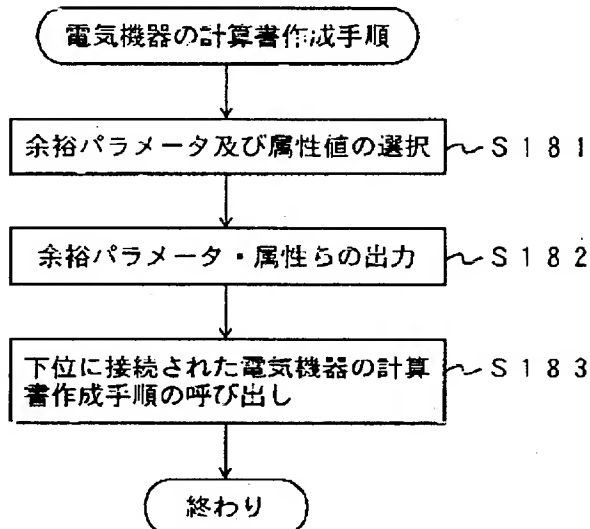 電気機器の計算書作成手順
余裕パラメータ及び属性値の選択 S181
余裕パラメータ・属性らの出力 S182
下位に接続された電気機器の計算 S183
書作成手順の呼び出し
終わり